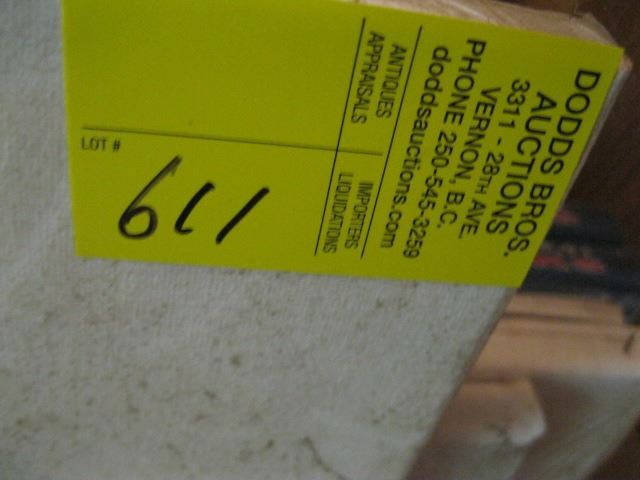 DODDS BROS.
AUCTIONS
3311 - 28TH AVE.
VERNON, B.C.
PHONE 250-545-3259
doddsauctions.com
ANTIQUES IMPORTERS
APPRAISALS LIQUIDATIONS
LOT #
611